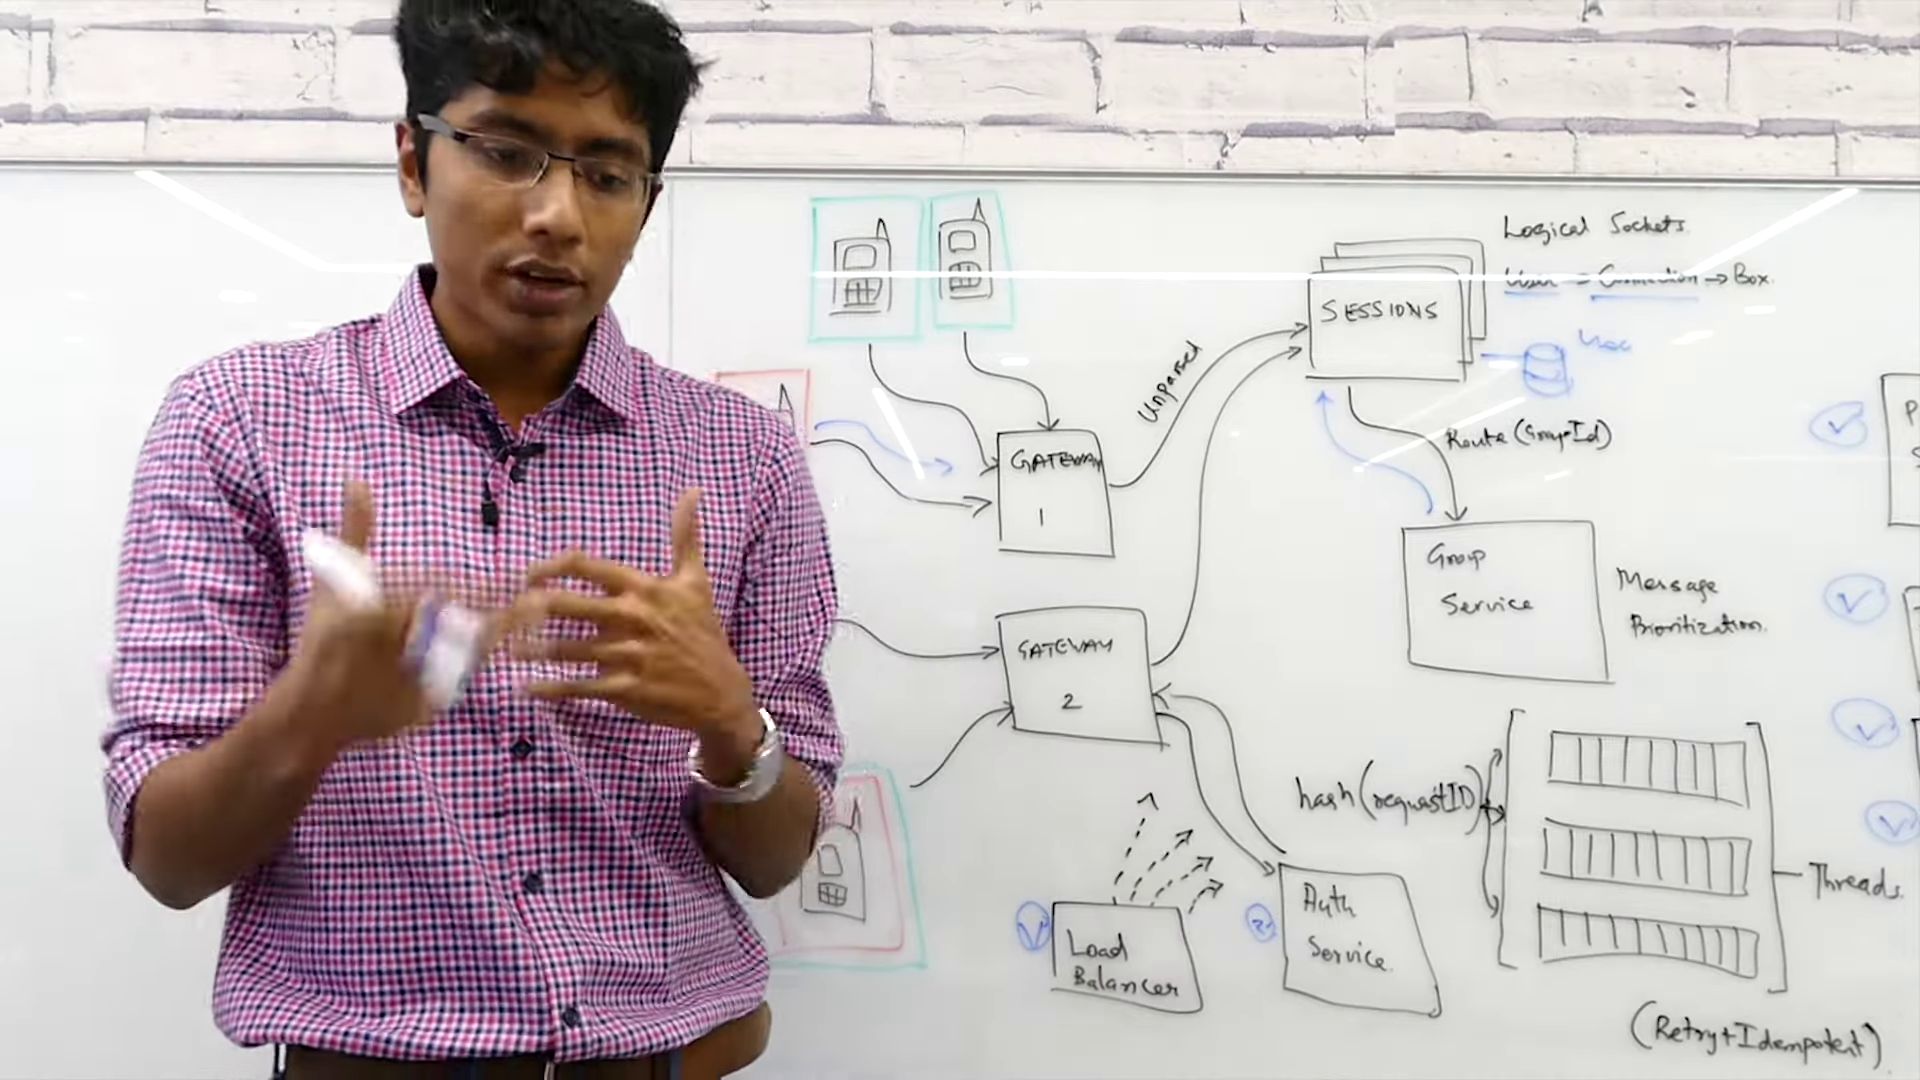 Logical Sockets
User → Connection → Box.
SESSIONS
Unparsed
Route (GroupId)
GATEWAY
1
Group
Service
Message
Prioritization.
GATEWAY
2
hash(requestID)
Threads
Auth
Service
Load
Balancer
(Retry+Idempotent)